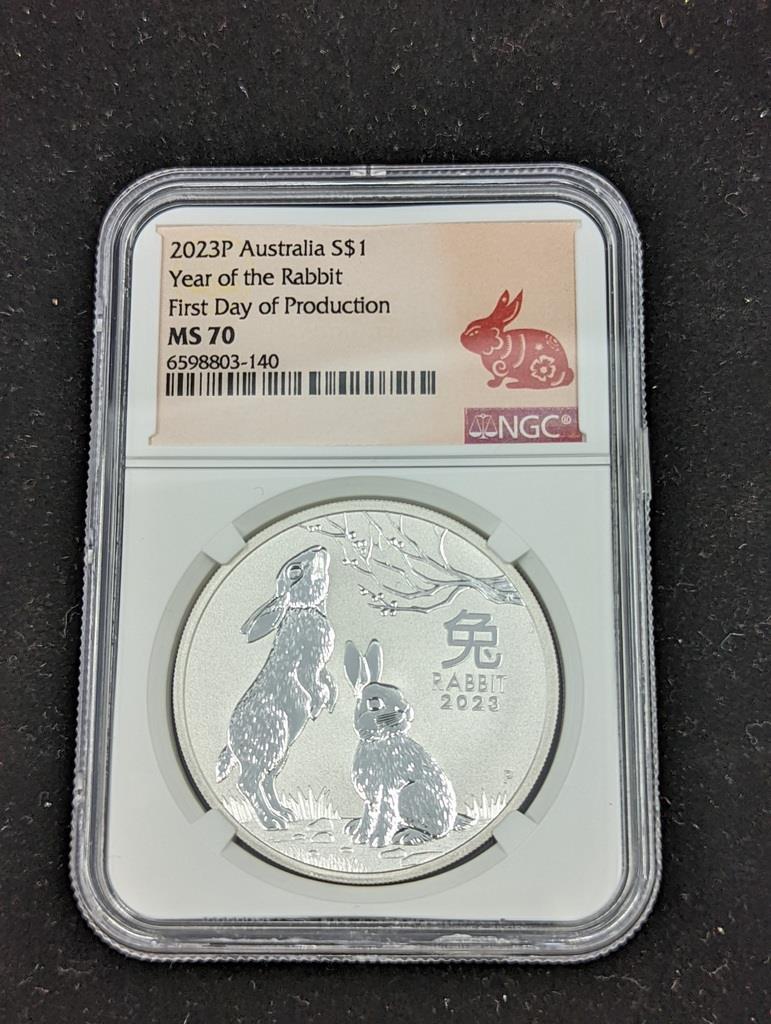 2023P Australia S$1
Year of the Rabbit
First Day of Production
MS 70
6598803-140
NGC®
兔
RABBIT
2023